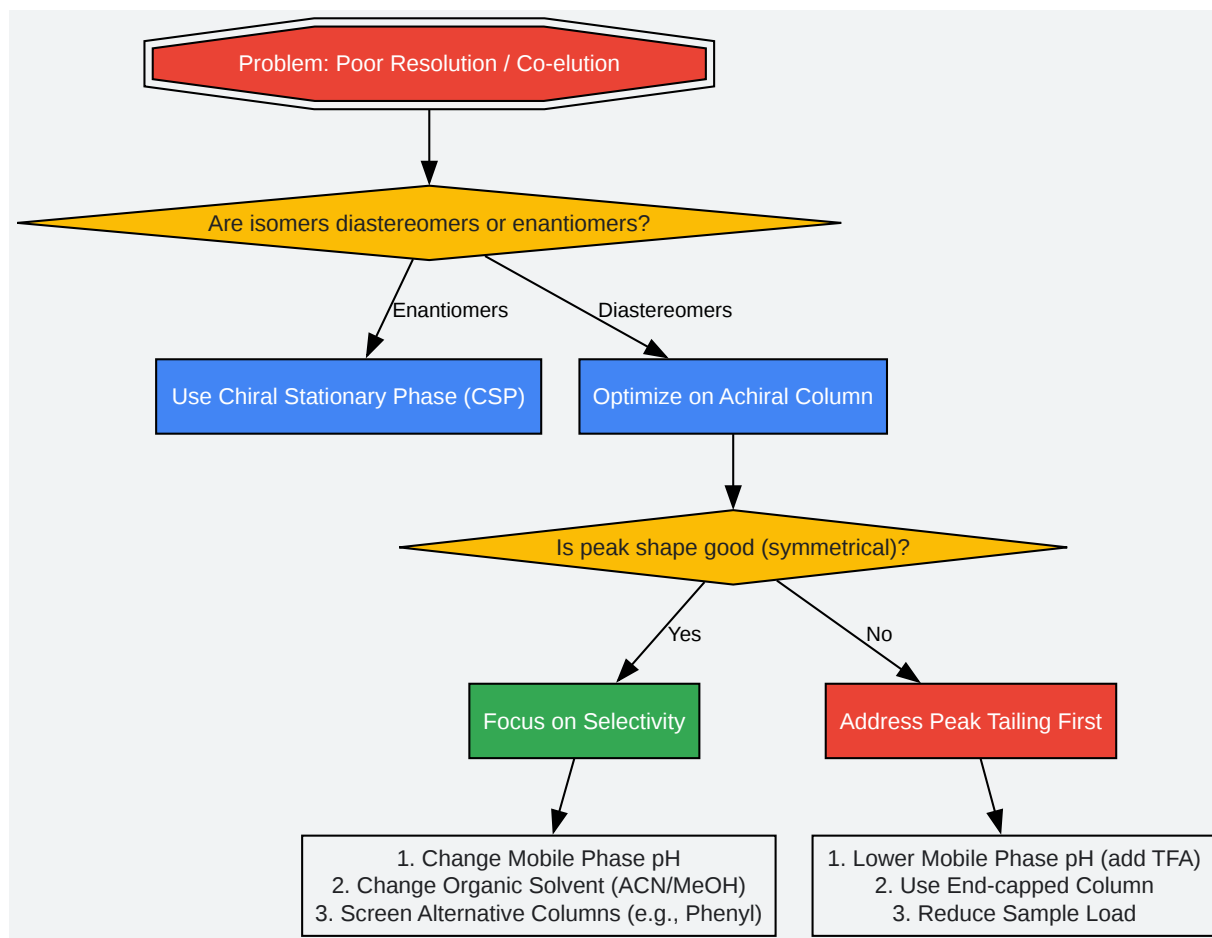 Problem: Poor Resolution / Co-elution
Are isomers diastereomers or enantiomers?
Enantiomers
Diastereomers
Use Chiral Stationary Phase (CSP)
Optimize on Achiral Column
Is peak shape good (symmetrical)?
Yes
No
Focus on Selectivity
Address Peak Tailing First
1. Change Mobile Phase pH
2. Change Organic Solvent (ACN/MeOH)
3. Screen Alternative Columns (e.g., Phenyl)
1. Lower Mobile Phase pH (add TFA)
2. Use End-capped Column
3. Reduce Sample Load